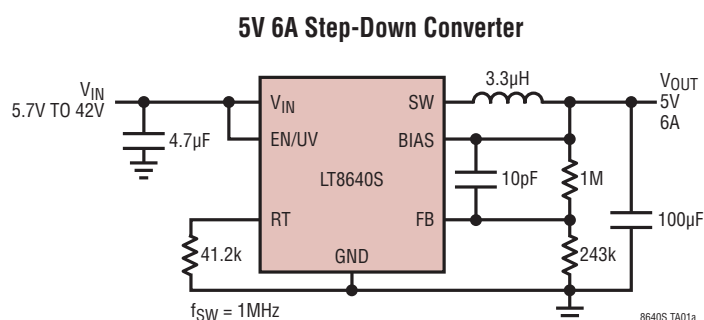 5V 6A Step-Down Converter
VIN
5.7V TO 42V
4.7µF
VIN
EN/UV
RT
SW
BIAS
FB
GND
LT8640S
3.3µH
VOUT
5V
6A
10pF
1M
100µF
41.2k
243k
fSW = 1MHz
8640S TA01a